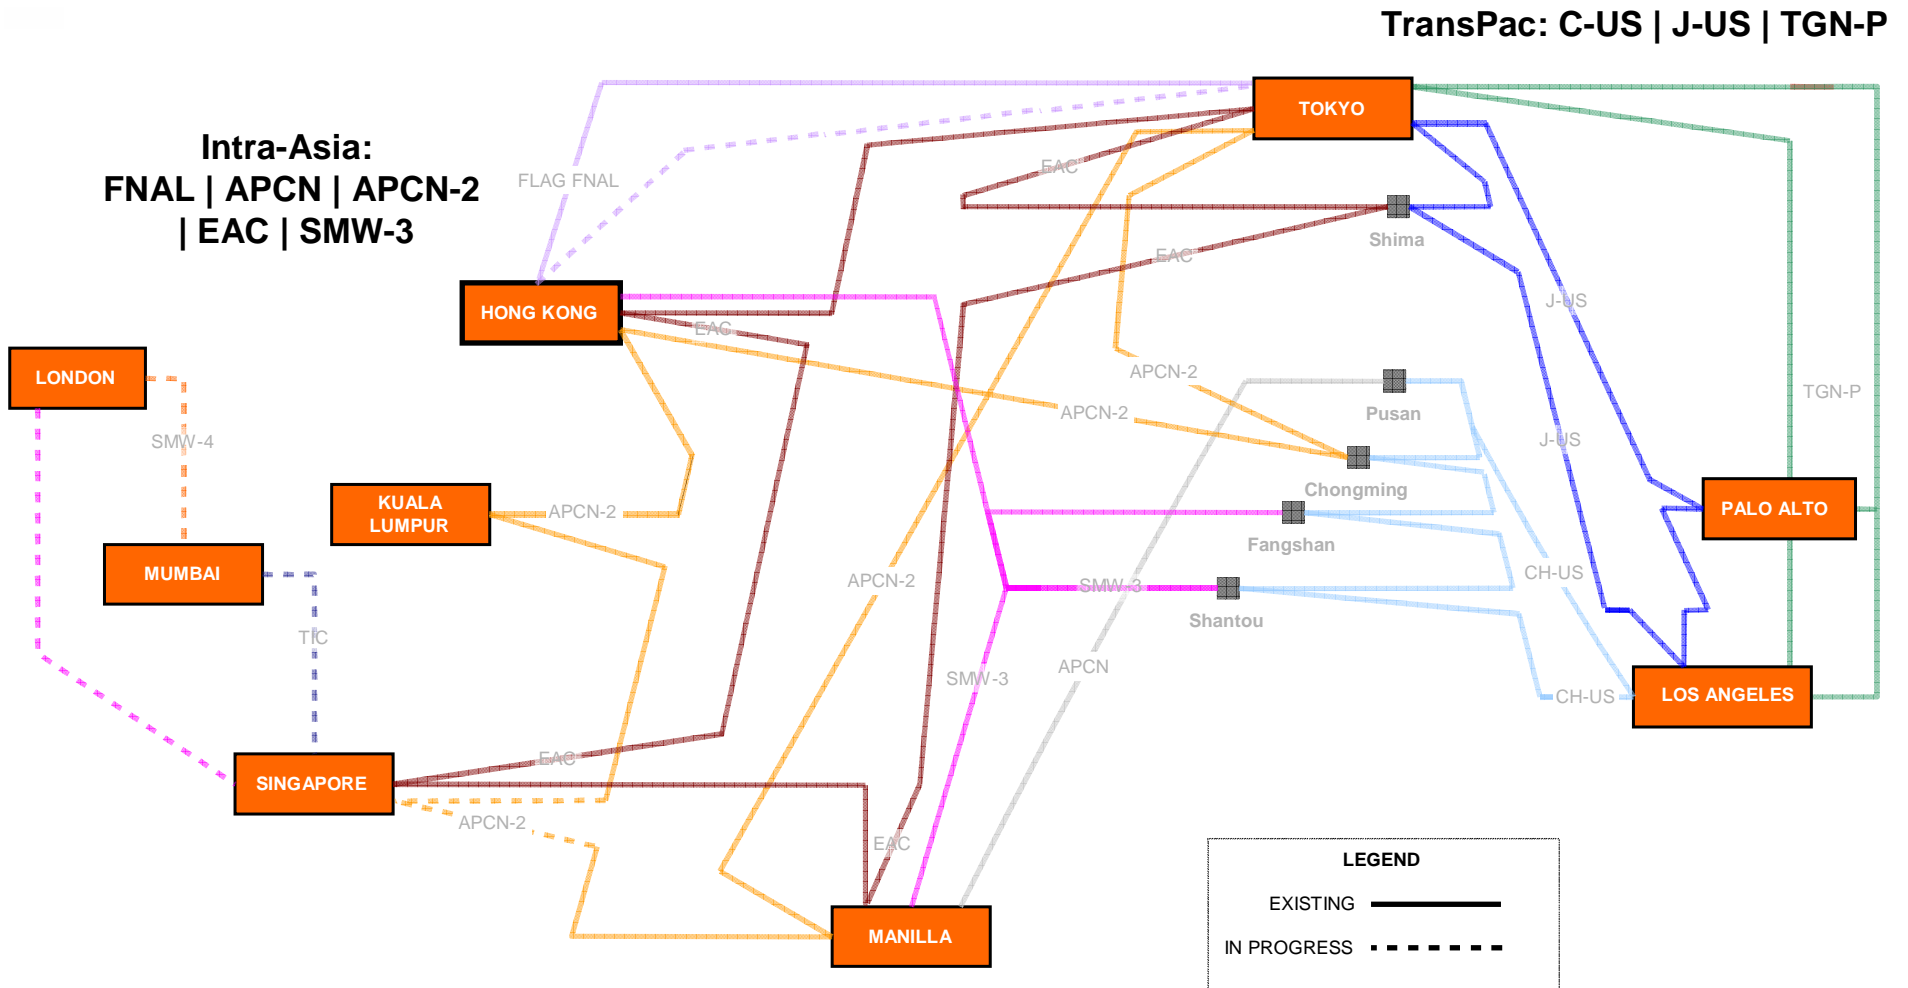 TransPac: C-US | J-US | TGN-P
TOKYO
Intra-Asia:
FNAL | APCN | APCN-2
| EAC | SMW-3
FLAG FNAL
EAC
Shima
EAC
HONG KONG
EAC
J-US
LONDON
APCN-2
Pusan
APCN-2
TGN-P
SMW-4
J-US
Chongming
KUALA
LUMPUR
APCN-2
PALO ALTO
Fangshan
MUMBAI
APCN-2
SMW-3
CH-US
Shantou
TIC
SMW-3
APCN
CH-US
LOS ANGELES
EAC
SINGAPORE
APCN-2
EAC
LEGEND
EXISTING
MANILLA
IN PROGRESS